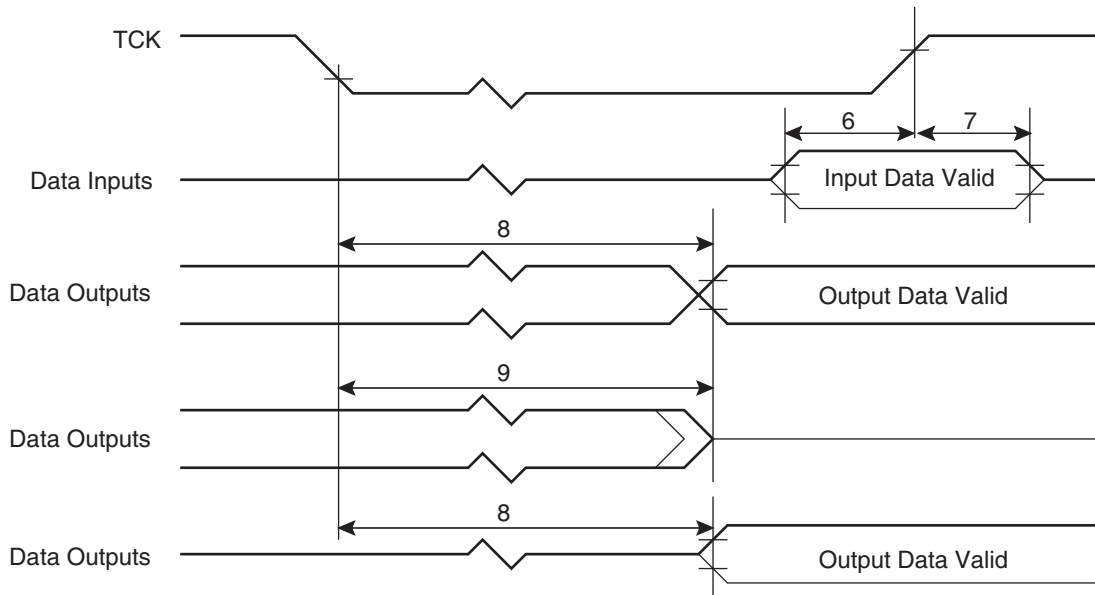 TCK
6
7
Data Inputs
Input Data Valid
8
Data Outputs
Output Data Valid
9
Data Outputs
8
Data Outputs
Output Data Valid